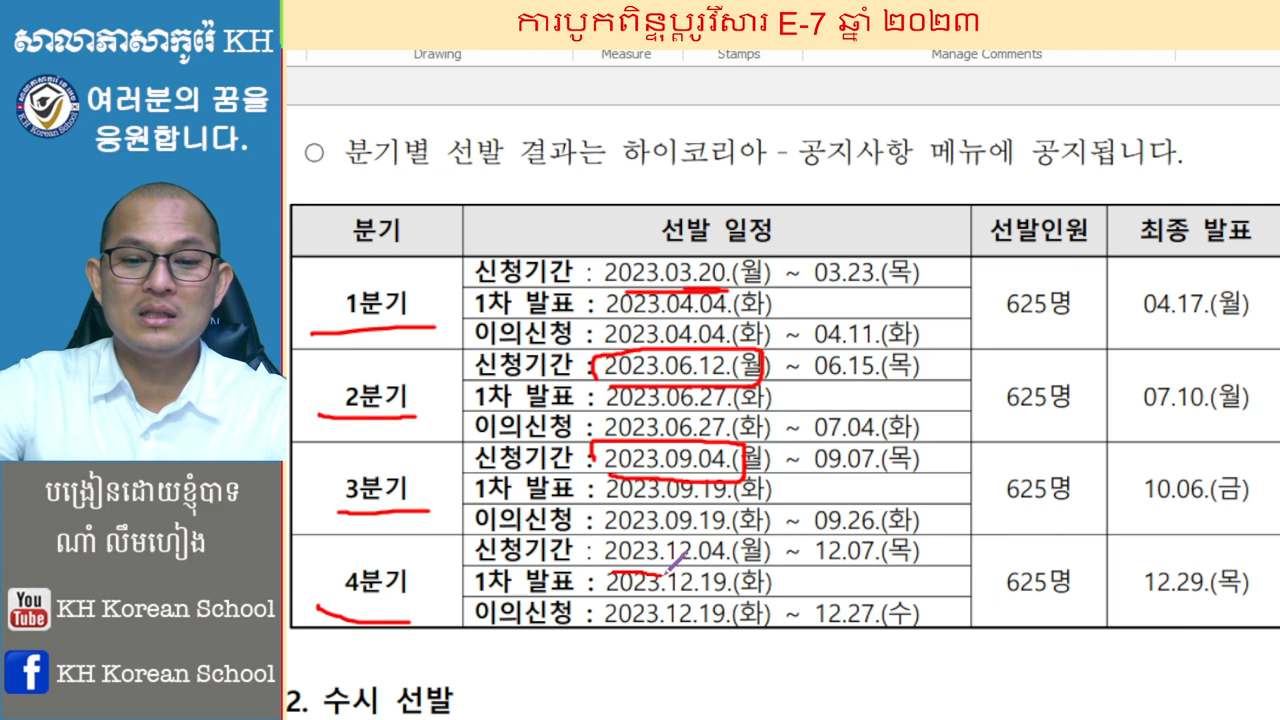 ការបូកពិន្ទុប្តូរវីសារ E-7 ឆ្នាំ ២០២៣
សាលាភាសាកូរ៉េ KH
여러분의 꿈을
응원합니다.
Drawing Measure Stamps Manage Comments
○ 분기별 선발 결과는 하이코리아 - 공지사항 메뉴에 공지됩니다.
분기 선발 일정 선발인원 최종 발표
1분기 신청기간 : 2023.03.20.(월) ~ 03.23.(목) 625명 04.17.(월)
1차 발표 : 2023.04.04.(화)
이의신청 : 2023.04.04.(화) ~ 04.11.(화)
2분기 신청기간 : 2023.06.12.(월) ~ 06.15.(목) 625명 07.10.(월)
1차 발표 : 2023.06.27.(화)
이의신청 : 2023.06.27.(화) ~ 07.04.(화)
3분기 신청기간 : 2023.09.04.(월) ~ 09.07.(목) 625명 10.06.(금)
1차 발표 : 2023.09.19.(화)
이의신청 : 2023.09.19.(화) ~ 09.26.(화)
4분기 신청기간 : 2023.12.04.(월) ~ 12.07.(목) 625명 12.29.(목)
1차 발표 : 2023.12.19.(화)
이의신청 : 2023.12.19.(화) ~ 12.27.(수)
2. 수시 선발
បង្រៀនដោយខ្ញុំបាទ
ណាំ លឹមហៀង
You Tube KH Korean School
f KH Korean School